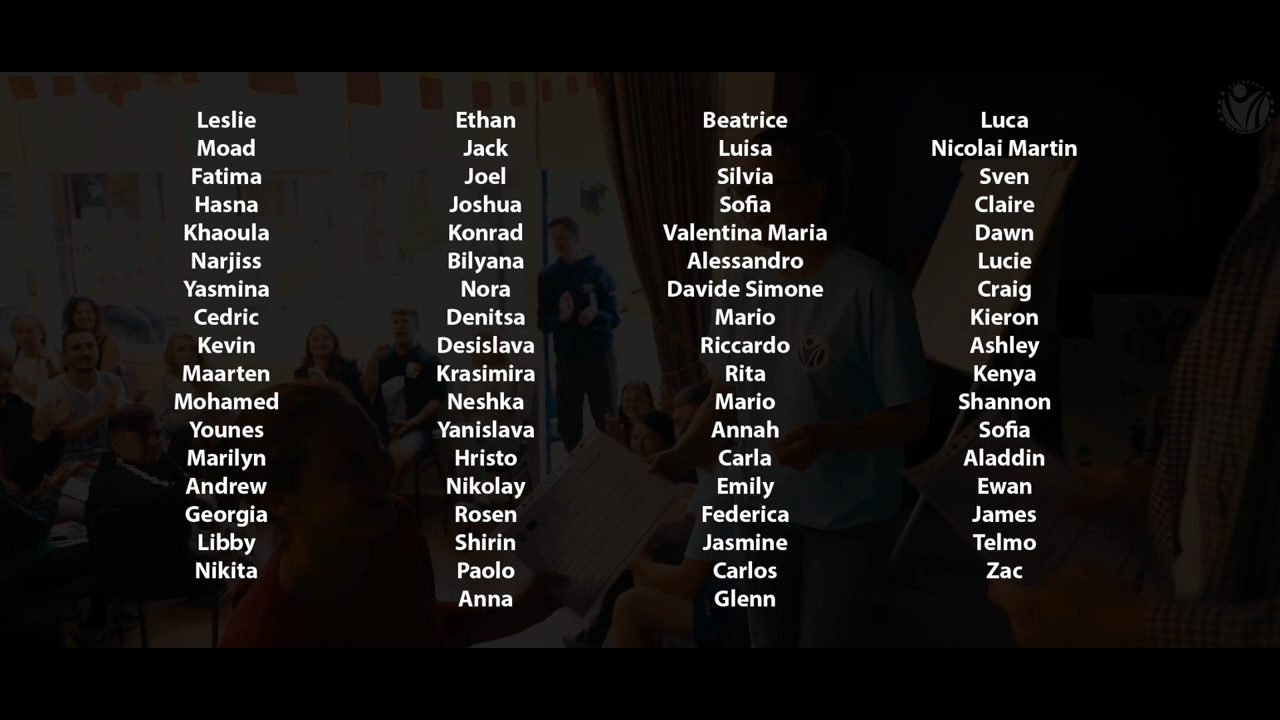 Leslie
Moad
Fatima
Hasna
Khaoula
Narjiss
Yasmina
Cedric
Kevin
Maarten
Mohamed
Younes
Marilyn
Andrew
Georgia
Libby
Nikita
Ethan
Jack
Joel
Joshua
Konrad
Bilyana
Nora
Denitsa
Desislava
Krasimira
Neshka
Yanislava
Hristo
Nikolay
Rosen
Shirin
Paolo
Anna
Beatrice
Luisa
Silvia
Sofia
Valentina Maria
Alessandro
Davide Simone
Mario
Riccardo
Rita
Mario
Annah
Carla
Emily
Federica
Jasmine
Carlos
Glenn
Luca
Nicolai Martin
Sven
Claire
Dawn
Lucie
Craig
Kieron
Ashley
Kenya
Shannon
Sofia
Aladdin
Ewan
James
Telmo
Zac